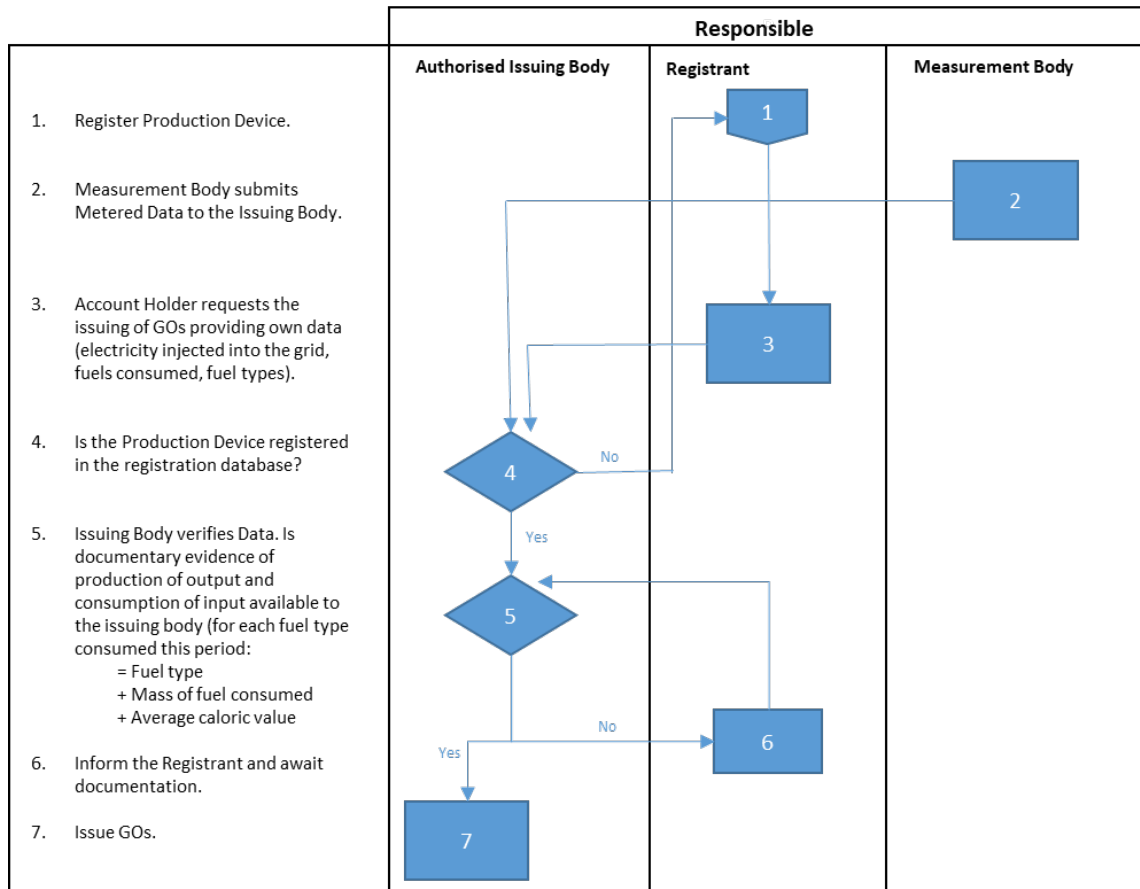 Responsible
Authorised Issuing Body
Registrant
Measurement Body
1. Register Production Device.
2. Measurement Body submits
Metered Data to the Issuing Body.
3. Account Holder requests the
issuing of GOs providing own data
(electricity injected into the grid,
fuels consumed, fuel types).
4. Is the Production Device registered
in the registration database?
5. Issuing Body verifies Data. Is
documentary evidence of
production of output and
consumption of input available to
the issuing body (for each fuel type
consumed this period:
= Fuel type
+ Mass of fuel consumed
+ Average caloric value
6. Inform the Registrant and await
documentation.
7. Issue GOs.
1
2
3
4
No
Yes
5
No
6
Yes
7